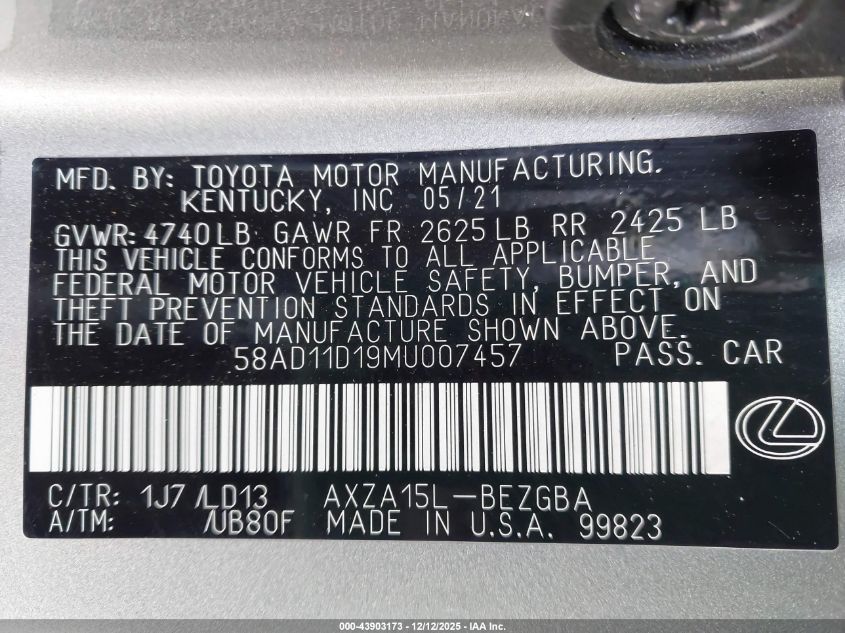 MFD. BY: TOYOTA MOTOR MANUFACTURING.
KENTUCKY, INC 05/21
GVWR: 4740LB GAWR FR 2625LB RR 2425 LB
THIS VEHICLE CONFORMS TO ALL APPLICABLE
FEDERAL MOTOR VEHICLE SAFETY, BUMPER, AND
THEFT PREVENTION STANDARDS IN EFFECT ON
THE DATE OF MANUFACTURE SHOWN ABOVE.
58AD11D19MU007457 PASS. CAR
C/TR: 1J7 /LD13 AXZA15L-BEZGBA
A/TM: /UB80F MADE IN U.S.A. 99823
000-43903173 - 12/12/2025 - IAA Inc.